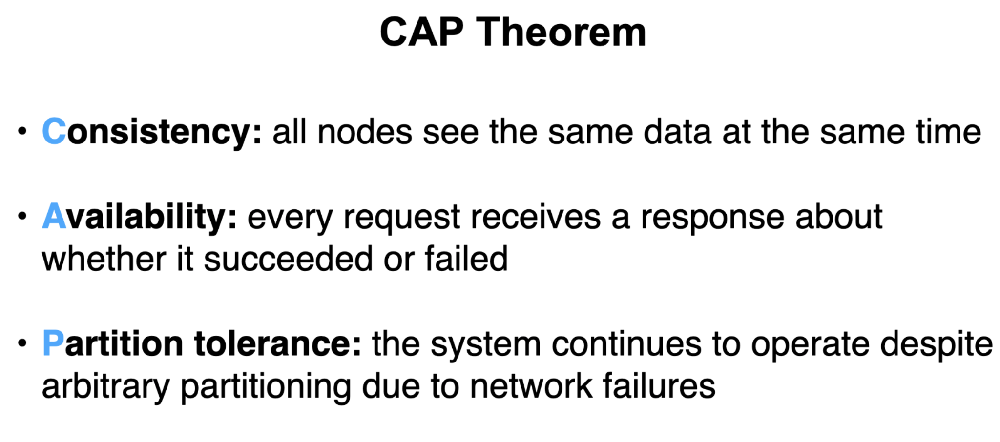 CAP Theorem
• Consistency: all nodes see the same data at the same time
• Availability: every request receives a response about
whether it succeeded or failed
• Partition tolerance: the system continues to operate despite
arbitrary partitioning due to network failures